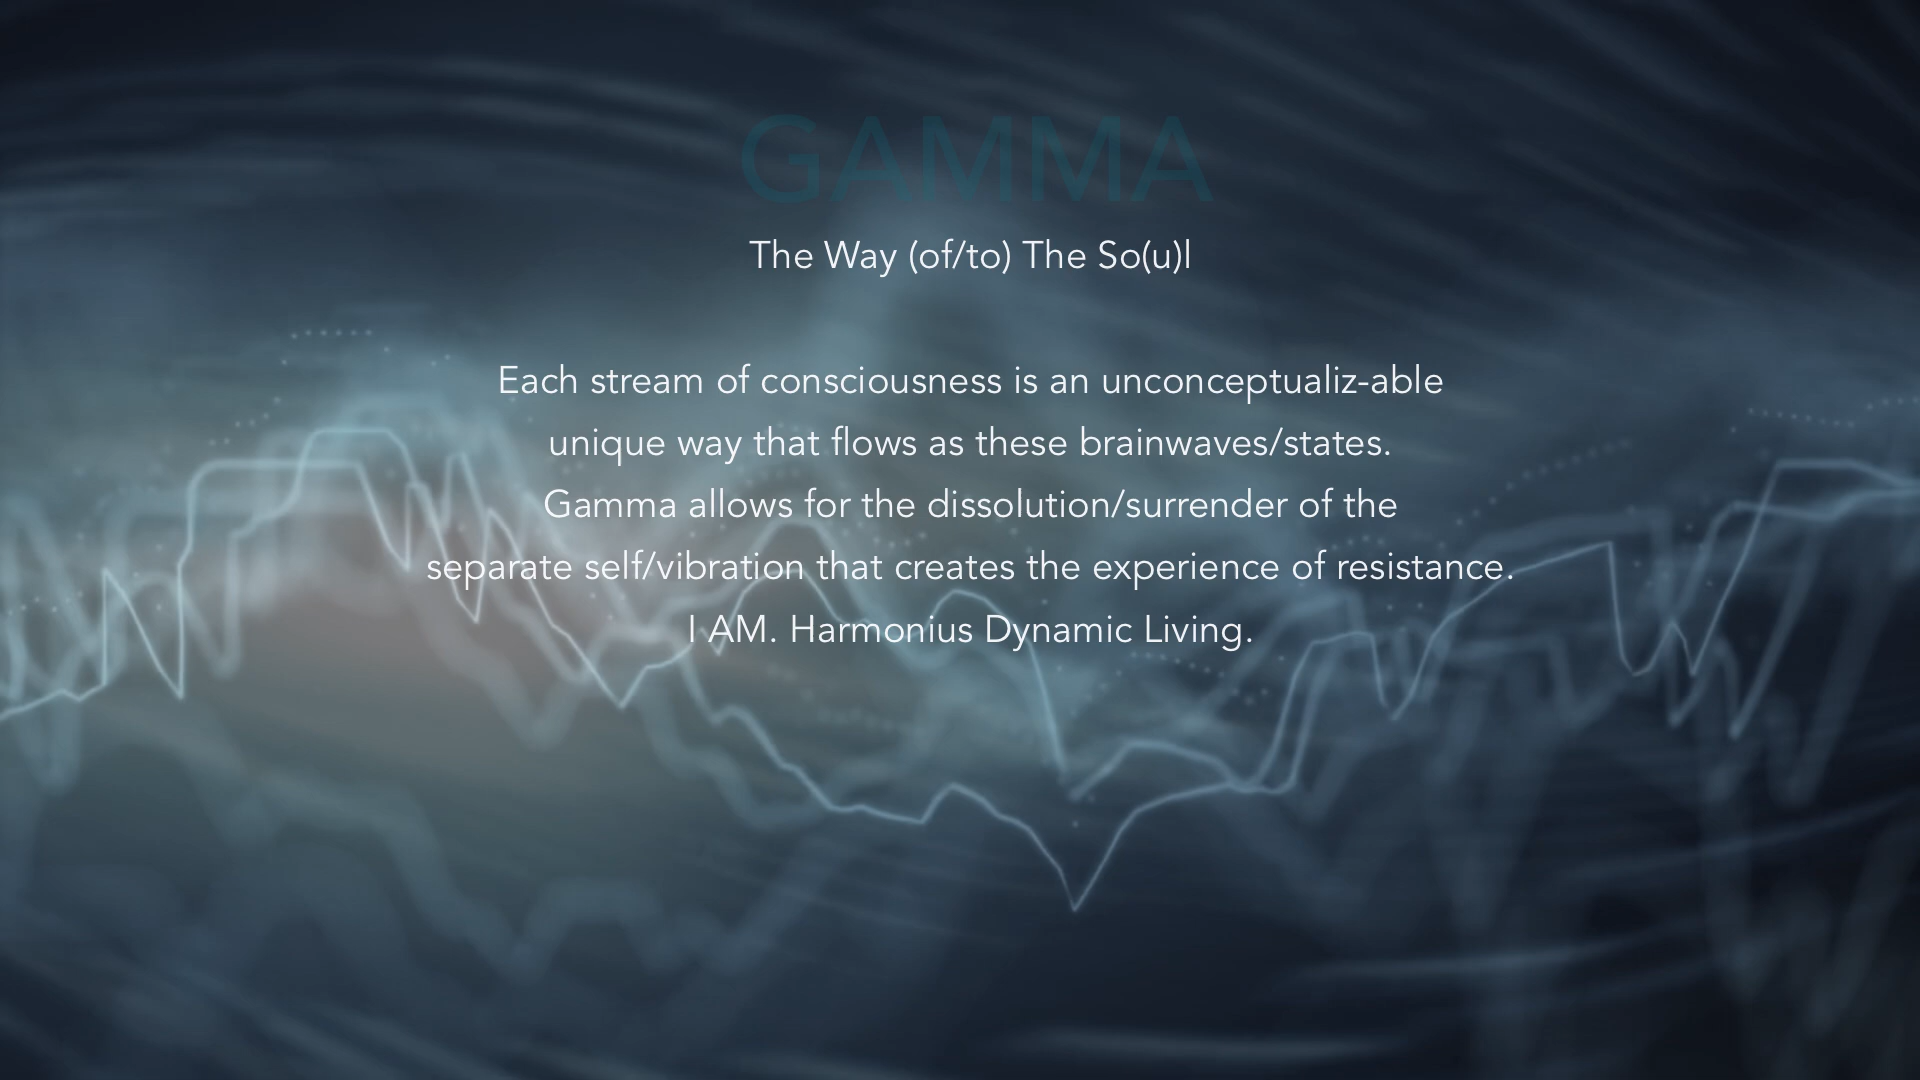 GAMMA
The Way (of/to) The So(u)l
Each stream of consciousness is an unconceptualiz-able
unique way that flows as these brainwaves/states.
Gamma allows for the dissolution/surrender of the
separate self/vibration that creates the experience of resistance.
I AM. Harmonius Dynamic Living.